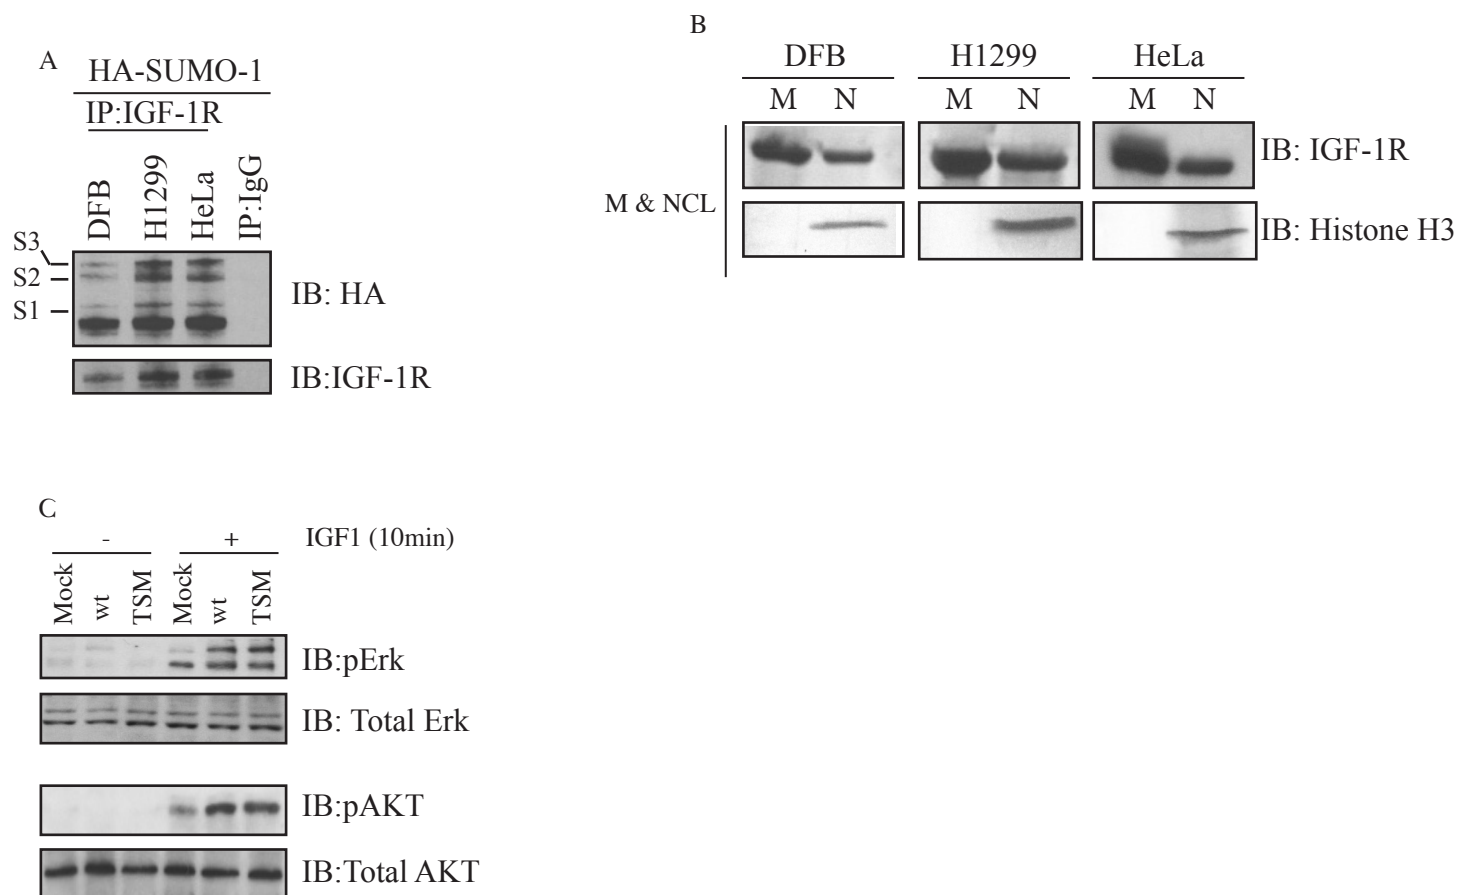 A
HA-SUMO-1
IP:IGF-1R
DFB
H1299
HeLa
IP:IgG
S3
S2
S1
IB: HA
IB:IGF-1R
B
DFB H1299 HeLa
M N M N M N
M & NCL
IB: IGF-1R
IB: Histone H3
C
- + IGF1 (10min)
Mock wt TSM Mock wt TSM
IB:pErk
IB: Total Erk
IB:pAKT
IB:Total AKT